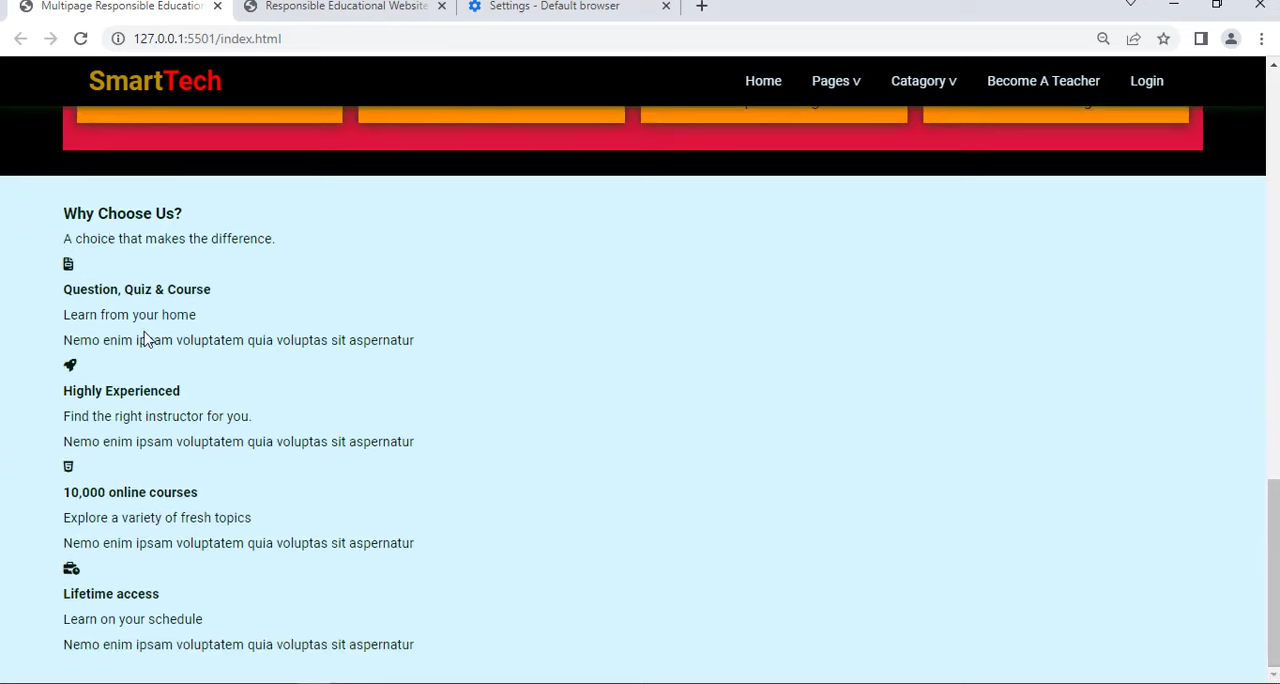 Multipage Responsible Educatio
Responsible Educational Website
Settings - Default browser
127.0.0.1:5501/index.html
SmartTech
Home
Pages v
Catagory v
Become A Teacher
Login
Why Choose Us?
A choice that makes the difference.
Question, Quiz & Course
Learn from your home
Nemo enim ipsam voluptatem quia voluptas sit aspernatur
Highly Experienced
Find the right instructor for you.
Nemo enim ipsam voluptatem quia voluptas sit aspernatur
10,000 online courses
Explore a variety of fresh topics
Nemo enim ipsam voluptatem quia voluptas sit aspernatur
Lifetime access
Learn on your schedule
Nemo enim ipsam voluptatem quia voluptas sit aspernatur